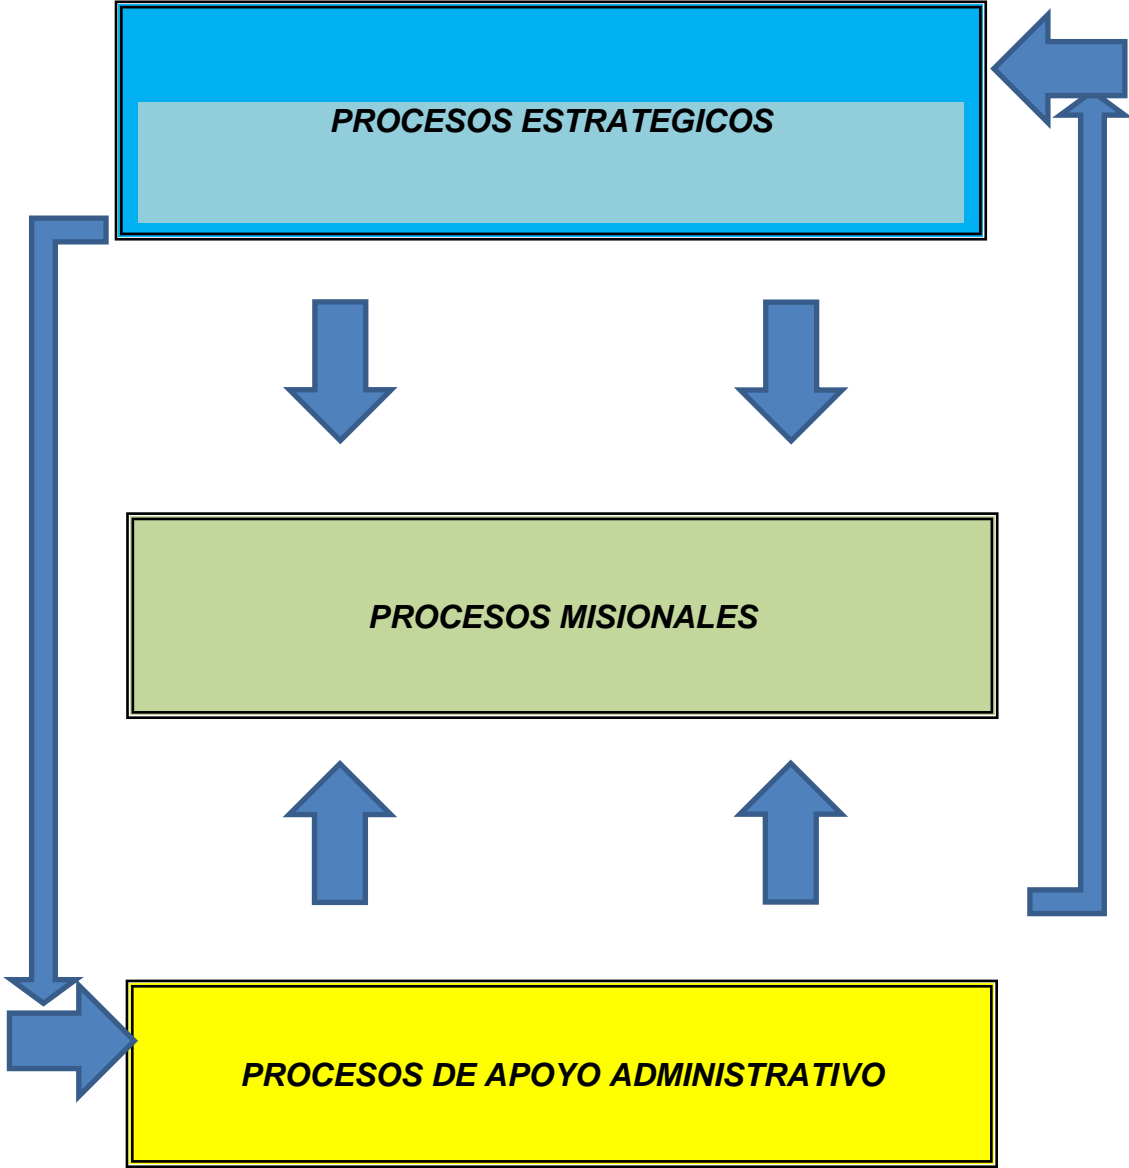 PROCESOS ESTRATEGICOS
PROCESOS MISIONALES
PROCESOS DE APOYO ADMINISTRATIVO